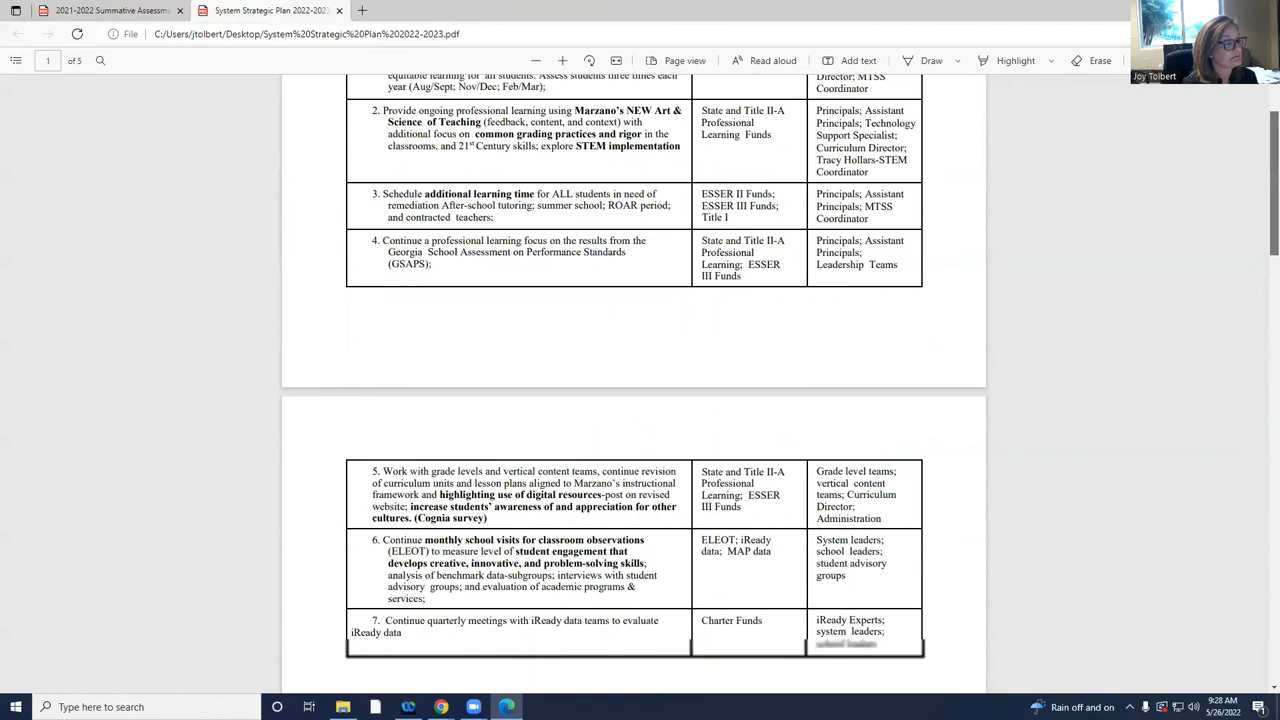 2021-2022 Summative Assessm
System Strategic Plan 2022-202
File
C:/Users/jtolbert/Desktop/System%20Strategic%20Plan%202022-2023.pdf
1 of 5
Page view
Read aloud
Add text
Draw
Highlight
Erase
Joy Tolbert
equitable learning for all students. Assess students three times each
year (Aug/Sept; Nov/Dec; Feb/Mar);
Director; MTSS
Coordinator
2. Provide ongoing professional learning using Marzano's NEW Art &
Science of Teaching (feedback, content, and context) with
additional focus on common grading practices and rigor in the
classrooms, and 21st Century skills; explore STEM implementation
State and Title II-A
Professional
Learning Funds
Principals; Assistant
Principals; Technology
Support Specialist;
Curriculum Director;
Tracy Hollars-STEM
Coordinator
3. Schedule additional learning time for ALL students in need of
remediation After-school tutoring; summer school; ROAR period;
and contracted teachers;
ESSER II Funds;
ESSER III Funds;
Title I
Principals; Assistant
Principals; MTSS
Coordinator
4. Continue a professional learning focus on the results from the
Georgia School Assessment on Performance Standards
(GSAPS);
State and Title II-A
Professional
Learning; ESSER
III Funds
Principals; Assistant
Principals;
Leadership Teams
5. Work with grade levels and vertical content teams, continue revision
of curriculum units and lesson plans aligned to Marzano's instructional
framework and highlighting use of digital resources-post on revised
website; increase students' awareness of and appreciation for other
cultures. (Cognia survey)
State and Title II-A
Professional
Learning; ESSER
III Funds
Grade level teams;
vertical content
teams; Curriculum
Director;
Administration
6. Continue monthly school visits for classroom observations
(ELEOT) to measure level of student engagement that
develops creative, innovative, and problem-solving skills;
analysis of benchmark data-subgroups; interviews with student
advisory groups; and evaluation of academic programs &
services;
ELEOT; iReady
data; MAP data
System leaders;
school leaders;
student advisory
groups
7. Continue quarterly meetings with iReady data teams to evaluate
iReady data
Charter Funds
iReady Experts;
system leaders;
school leaders
Type here to search
Rain off and on
9:28 AM
5/26/2022
1